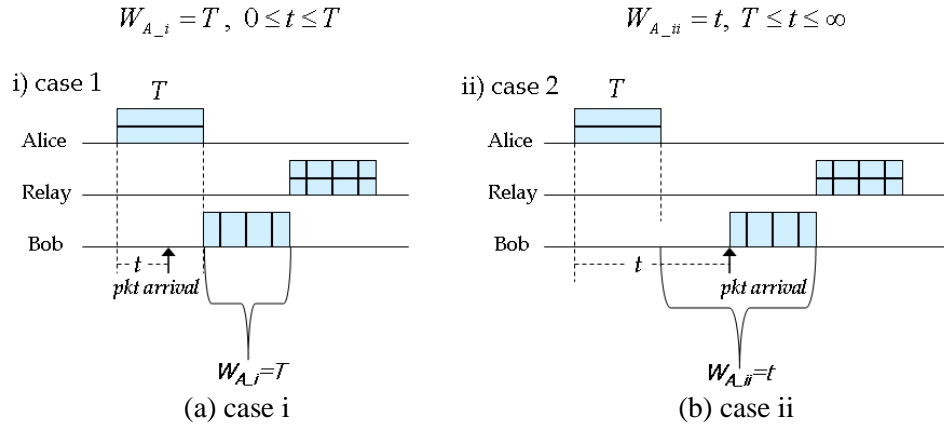 W_{A_i} = T , 0 ≤ t ≤ T
W_{A_ii} = t, T ≤ t ≤ ∞
i) case 1
T
Alice
Relay
Bob
t
pkt arrival
W_{A_i}=T
(a) case i
ii) case 2
T
Alice
Relay
Bob
t
pkt arrival
W_{A_ii}=t
(b) case ii